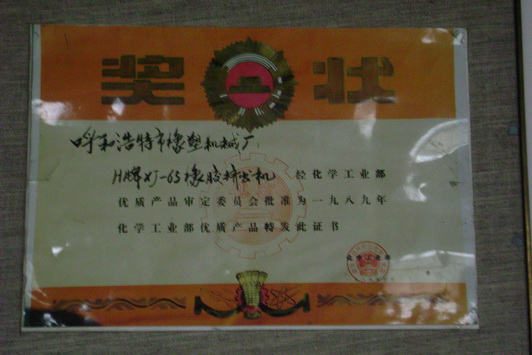 奖状
呼和浩特市橡塑机械厂:
H牌XJ-65橡胶挤出机 经化学工业部
优质产品审定委员会批准为一九八九年
化学工业部优质产品特发此证书